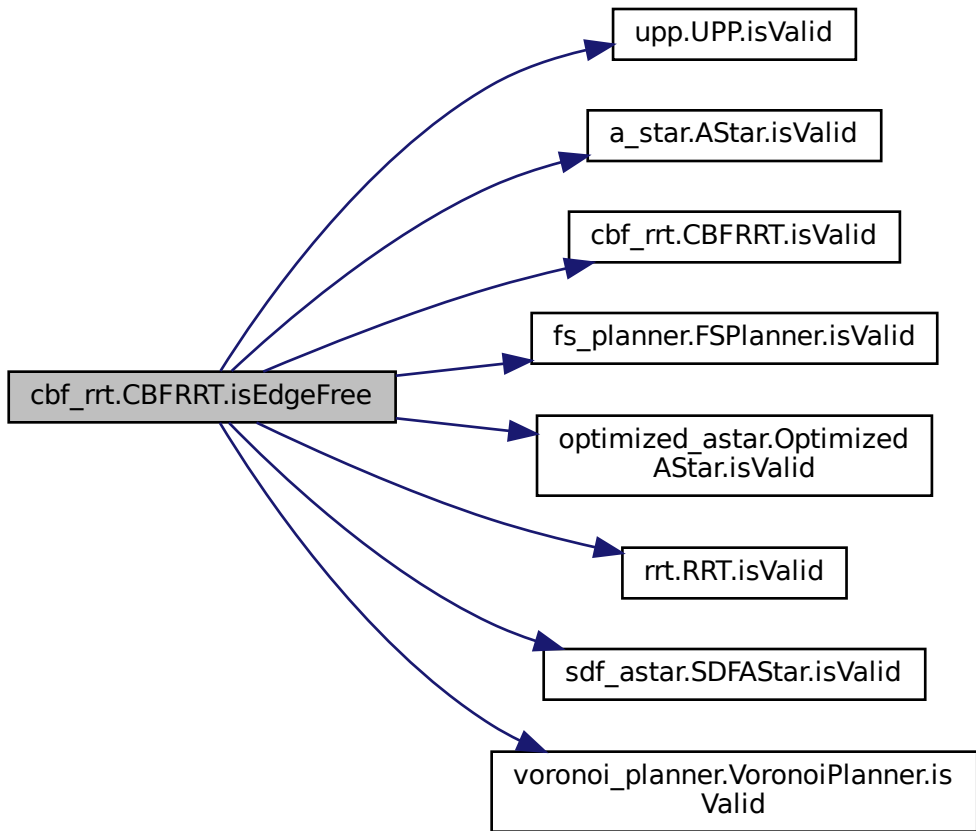 upp.UPP.isValid
a_star.AStar.isValid
cbf_rrt.CBFRRT.isValid
fs_planner.FSPlanner.isValid
cbf_rrt.CBFRRT.isEdgeFree
optimized_astar.Optimized
AStar.isValid
rrt.RRT.isValid
sdf_astar.SDFAStar.isValid
voronoi_planner.VoronoiPlanner.is
Valid